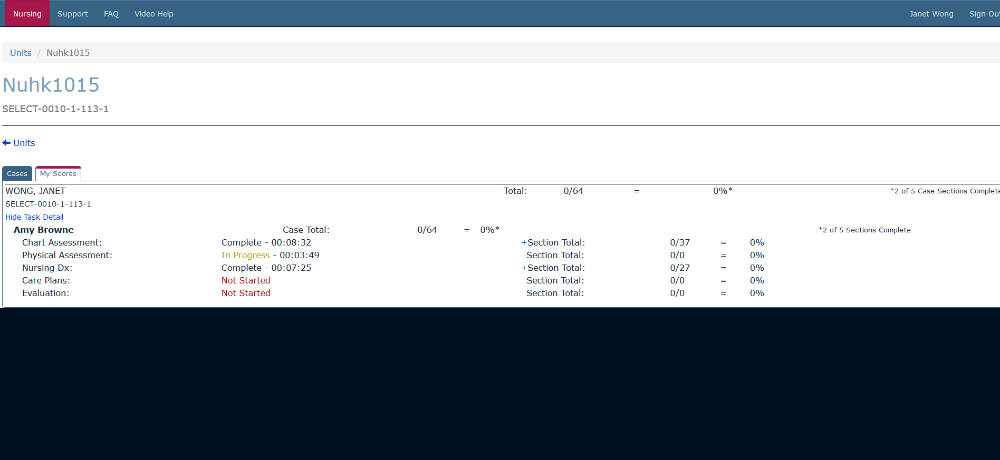 Nursing Support FAQ Video Help Janet Wong Sign Out
Units / Nuhk1015
Nuhk1015
SELECT-0010-1-113-1
Units
Cases My Scores
WONG, JANET Total: 0/64 = 0%* *2 of 5 Case Sections Complete
SELECT-0010-1-113-1
Hide Task Detail
Amy Browne Case Total: 0/64 = 0%* *2 of 5 Sections Complete
Chart Assessment: Complete - 00:08:32 +Section Total: 0/37 = 0%
Physical Assessment: In Progress - 00:03:49 Section Total: 0/0 = 0%
Nursing Dx: Complete - 00:07:25 +Section Total: 0/27 = 0%
Care Plans: Not Started Section Total: 0/0 = 0%
Evaluation: Not Started Section Total: 0/0 = 0%